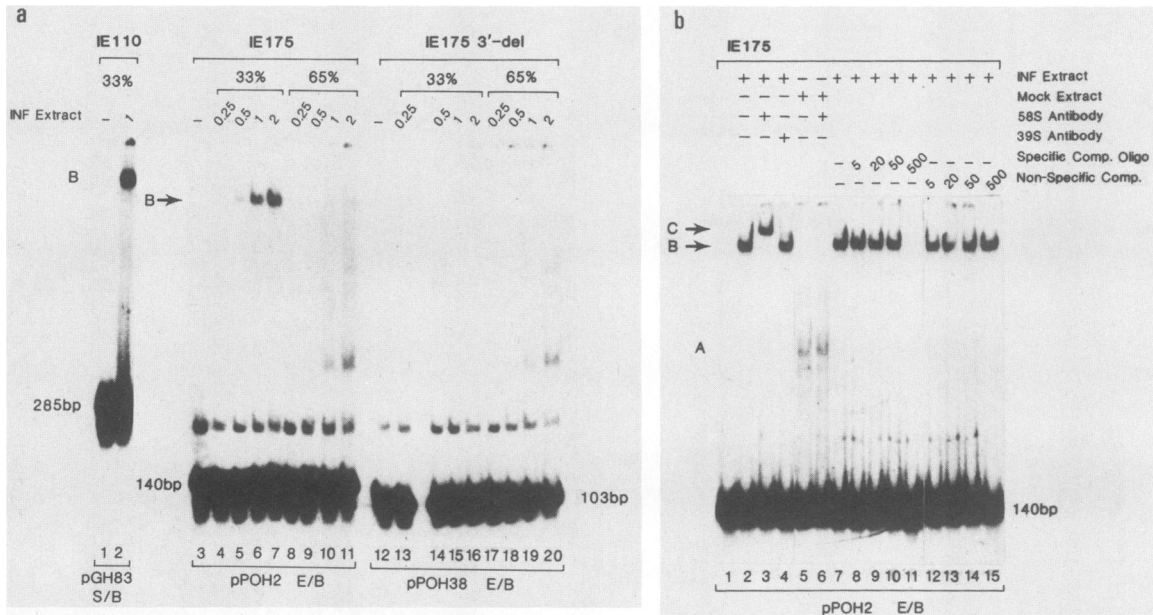 a
IE110 IE175 IE175 3'-del
33% 33% 65% 33% 65%
INF Extract – 1 – 0.25 0.5 1 2 0.25 0.5 1 2 – 0.25 0.5 1 2 0.25 0.5 1 2
B
B
285bp
140bp
103bp
1 2 3 4 5 6 7 8 9 10 11 12 13 14 15 16 17 18 19 20
pGH83 S/B
pPOH2 E/B
pPOH38 E/B
b
IE175
– + + + – – + + + + + + + + + INF Extract
– – – – + + Mock Extract
– – + – – + 58S Antibody
– – – + – – 39S Antibody
– 5 20 50 500 – – – – Specific Comp. Oligo
– – – – – 5 20 50 500 Non-Specific Comp.
C
B
A
140bp
1 2 3 4 5 6 7 8 9 10 11 12 13 14 15
pPOH2 E/B